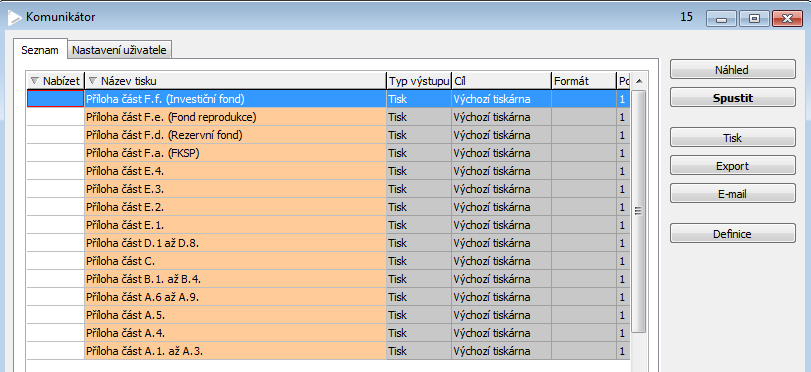 Komunikátor 15
Seznam Nastavení uživatele
Nabízet Název tisku Typ výstupu Cíl Formát Po
Příloha část F.f. (Investiční fond) Tisk Výchozí tiskárna 1
Příloha část F.e. (Fond reprodukce) Tisk Výchozí tiskárna 1
Příloha část F.d. (Rezervní fond) Tisk Výchozí tiskárna 1
Příloha část F.a. (FKSP) Tisk Výchozí tiskárna 1
Příloha část E.4. Tisk Výchozí tiskárna 1
Příloha část E.3. Tisk Výchozí tiskárna 1
Příloha část E.2. Tisk Výchozí tiskárna 1
Příloha část E.1. Tisk Výchozí tiskárna 1
Příloha část D.1 až D.8. Tisk Výchozí tiskárna 1
Příloha část C. Tisk Výchozí tiskárna 1
Příloha část B.1. až B.4. Tisk Výchozí tiskárna 1
Příloha část A.6 až A.9. Tisk Výchozí tiskárna 1
Příloha část A.5. Tisk Výchozí tiskárna 1
Příloha část A.4. Tisk Výchozí tiskárna 1
Příloha část A.1. až A.3. Tisk Výchozí tiskárna 1
Náhled
Spustit
Tisk
Export
E-mail
Definice